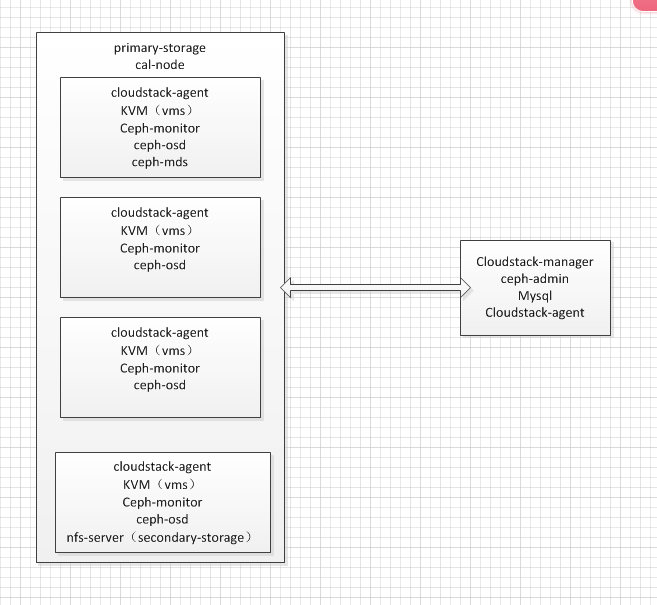 primary-storage
cal-node
cloudstack-agent
KVM（vms）
Ceph-monitor
ceph-osd
ceph-mds
cloudstack-agent
KVM（vms）
Ceph-monitor
ceph-osd
cloudstack-agent
KVM（vms）
Ceph-monitor
ceph-osd
cloudstack-agent
KVM（vms）
Ceph-monitor
ceph-osd
nfs-server（secondary-storage）
Cloudstack-manager
ceph-admin
Mysql
Cloudstack-agent